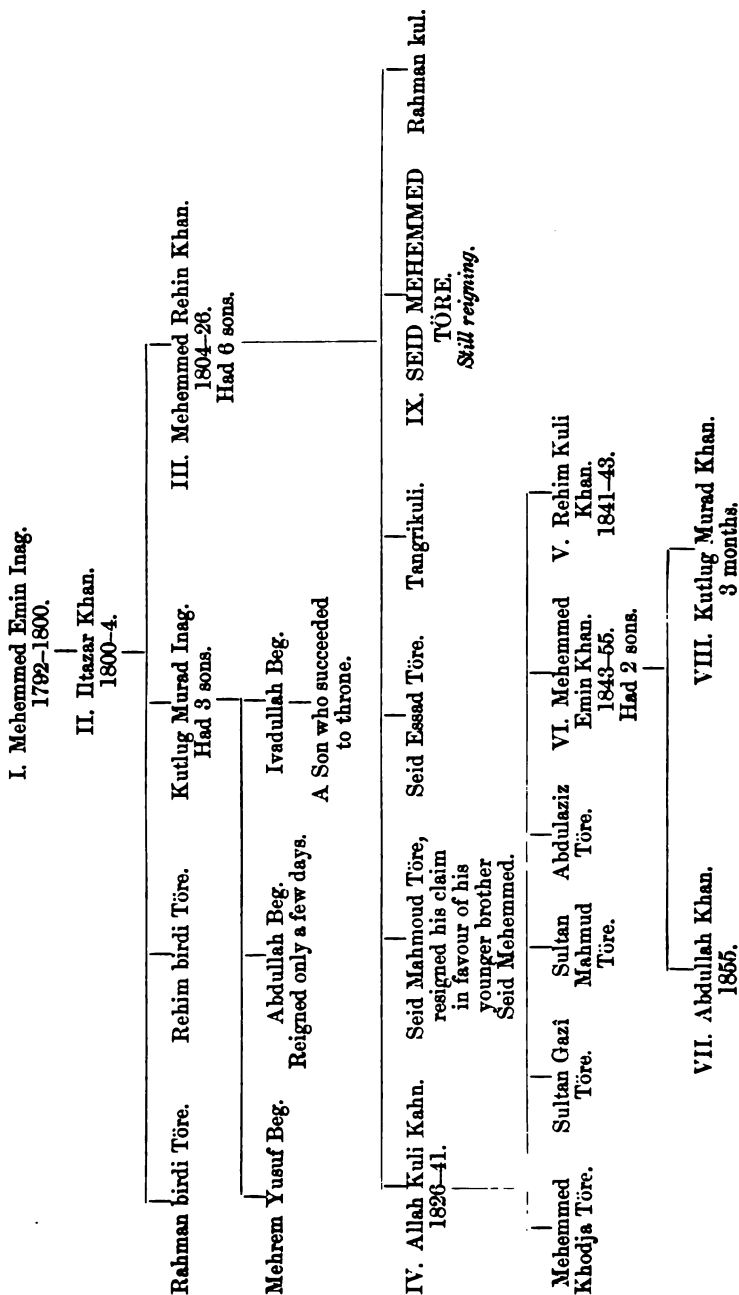 I. Mehemmed Emin Inag.
1792–1800.
II. Iltazar Khan.
1800–4.
Rahman birdi Töre.
Rehim birdi Töre.
Kutlug Murad Inag.
Had 3 sons.
III. Mehemmed Rehin Khan.
1804–26.
Had 6 sons.
Mehrem Yusuf Beg.
Abdullah Beg.
Reigned only a few days.
Ivadullah Beg.
A Son who succeeded
to throne.
IV. Allah Kuli Kahn.
1826–41.
Seid Mahmoud Töre,
resigned his claim
in favour of his
younger brother
Seid Mehemmed.
Seid Essad Töre.
Tangrikuli.
IX. SEID MEHEMMED
TÖRE.
Still reigning.
Rahman kul.
Mehemmed
Khodja Töre.
Sultan Gazi
Töre.
Sultan
Mahmud
Töre.
Abdulaziz
Töre.
VI. Mehemmed
Emin Khan.
1843–55.
Had 2 sons.
V. Rehim Kuli
Khan.
1841–43.
VII. Abdullah Khan.
1855.
VIII. Kutlug Murad Khan.
3 months.